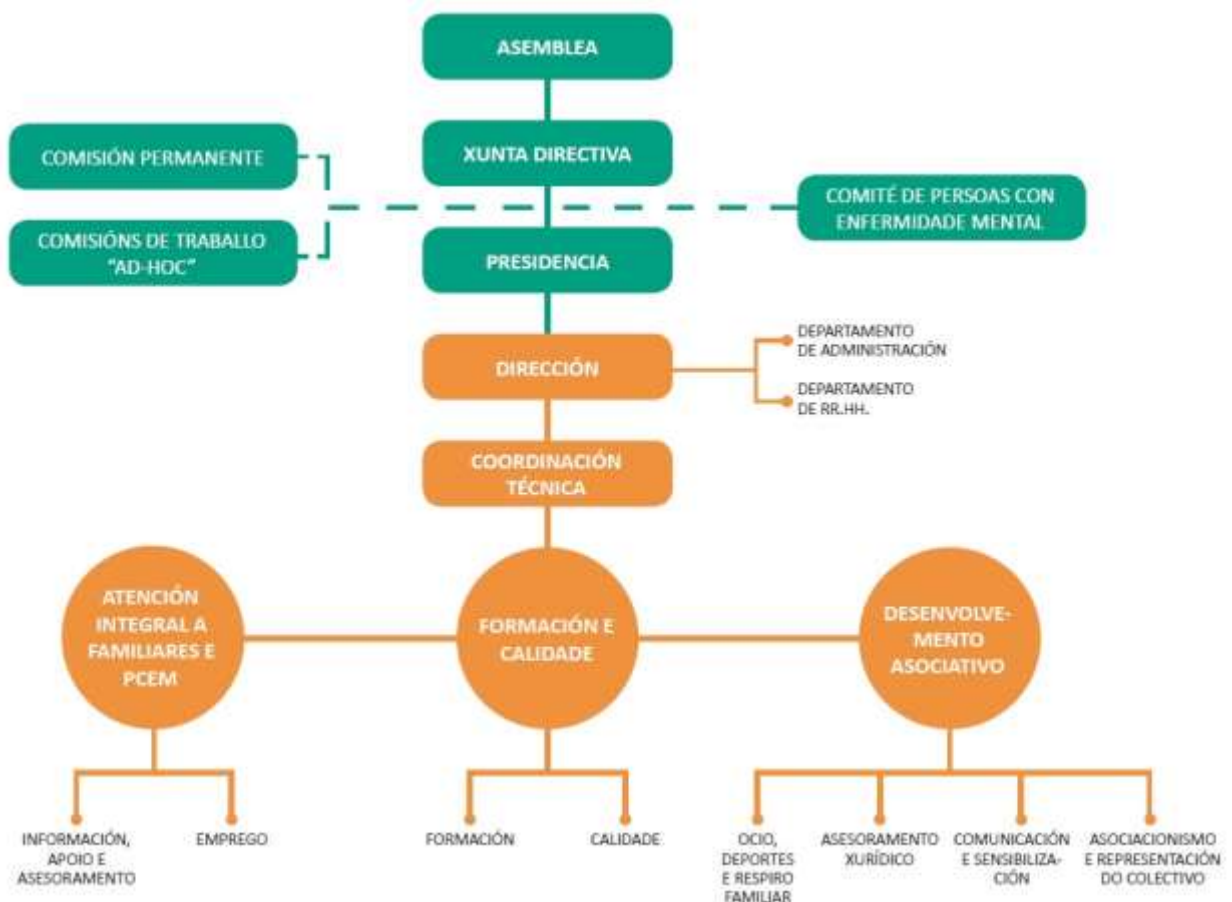 ASEMBLEA
XUNTA DIRECTIVA
COMISIÓN PERMANENTE
COMISIÓNS DE TRABALLO
"AD-HOC"
COMITÉ DE PERSOAS CON
ENFERMIDADE MENTAL
PRESIDENCIA
DIRECCIÓN
DEPARTAMENTO
DE ADMINISTRACIÓN
DEPARTAMENTO
DE RR.HH.
COORDINACIÓN
TÉCNICA
ATENCIÓN
INTEGRAL A
FAMILIARES E
PCEM
FORMACIÓN E
CALIDADE
DESENVOLVE-
MENTO
ASOCIATIVO
INFORMACIÓN,
APOIO E
ASESORAMENTO
EMPREGO
FORMACIÓN
CALIDADE
OCIO,
DEPORTES
E RESPIRO
FAMILIAR
ASESORAMENTO
XURÍDICO
COMUNICACIÓN
E SENSIBILIZA-
CIÓN
ASOCIACIONISMO
E REPRESENTACIÓN
DO COLECTIVO